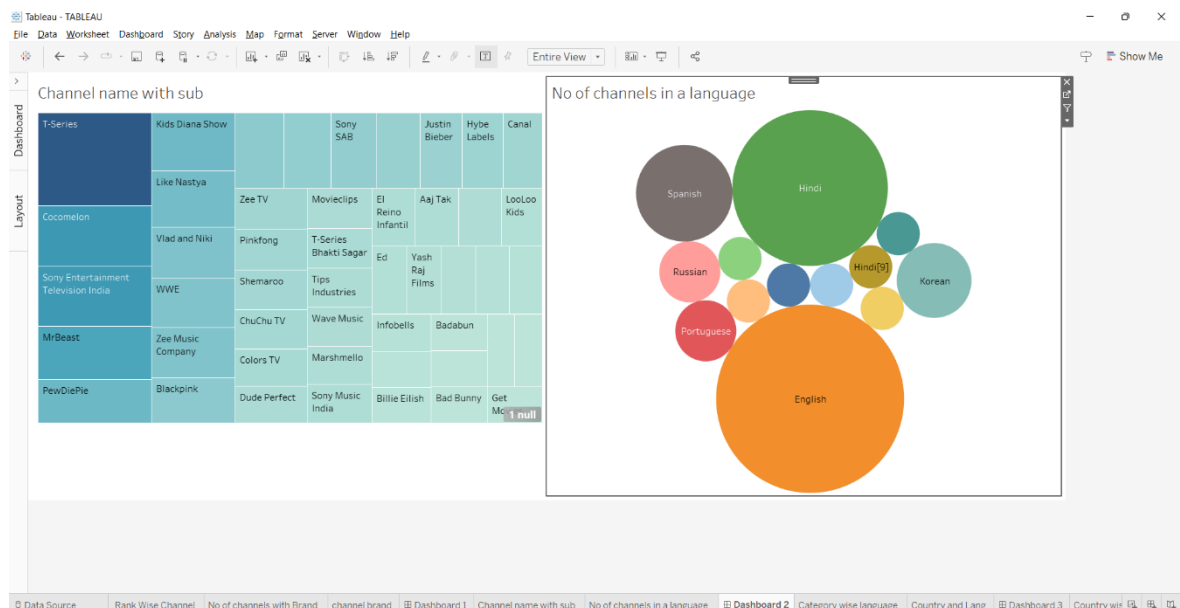 Tableau - TABLEAU
File Data Worksheet Dashboard Story Analysis Map Format Server Window Help
Entire View
Show Me
Dashboard
Layout
Channel name with sub
T-Series
Cocomelon
Sony Entertainment
Television India
MrBeast
PewDiePie
Kids Diana Show
Like Nastya
Vlad and Niki
WWE
Zee Music
Company
Blackpink
Sony
SAB
Justin
Bieber
Hybe
Labels
Canal
Zee TV
Pinkfong
Shemaroo
ChuChu TV
Colors TV
Dude Perfect
Movieclips
T-Series
Bhakti Sagar
Tips
Industries
Wave Music
Marshmello
Sony Music
India
El
Reino
Infantil
Aaj Tak
LooLoo
Kids
Ed
Yash
Raj
Films
Infobells
Badabun
Billie Eilish
Bad Bunny
Get
1 null
No of channels in a language
Spanish
Hindi
Russian
Hindi[9]
Korean
Portuguese
English
Data Source
Rank Wise Channel
No of channels with Brand
channel brand
Dashboard 1
Channel name with sub
No of channels in a language
Dashboard 2
Category wise language
Country and Lang
Dashboard 3
Country wis